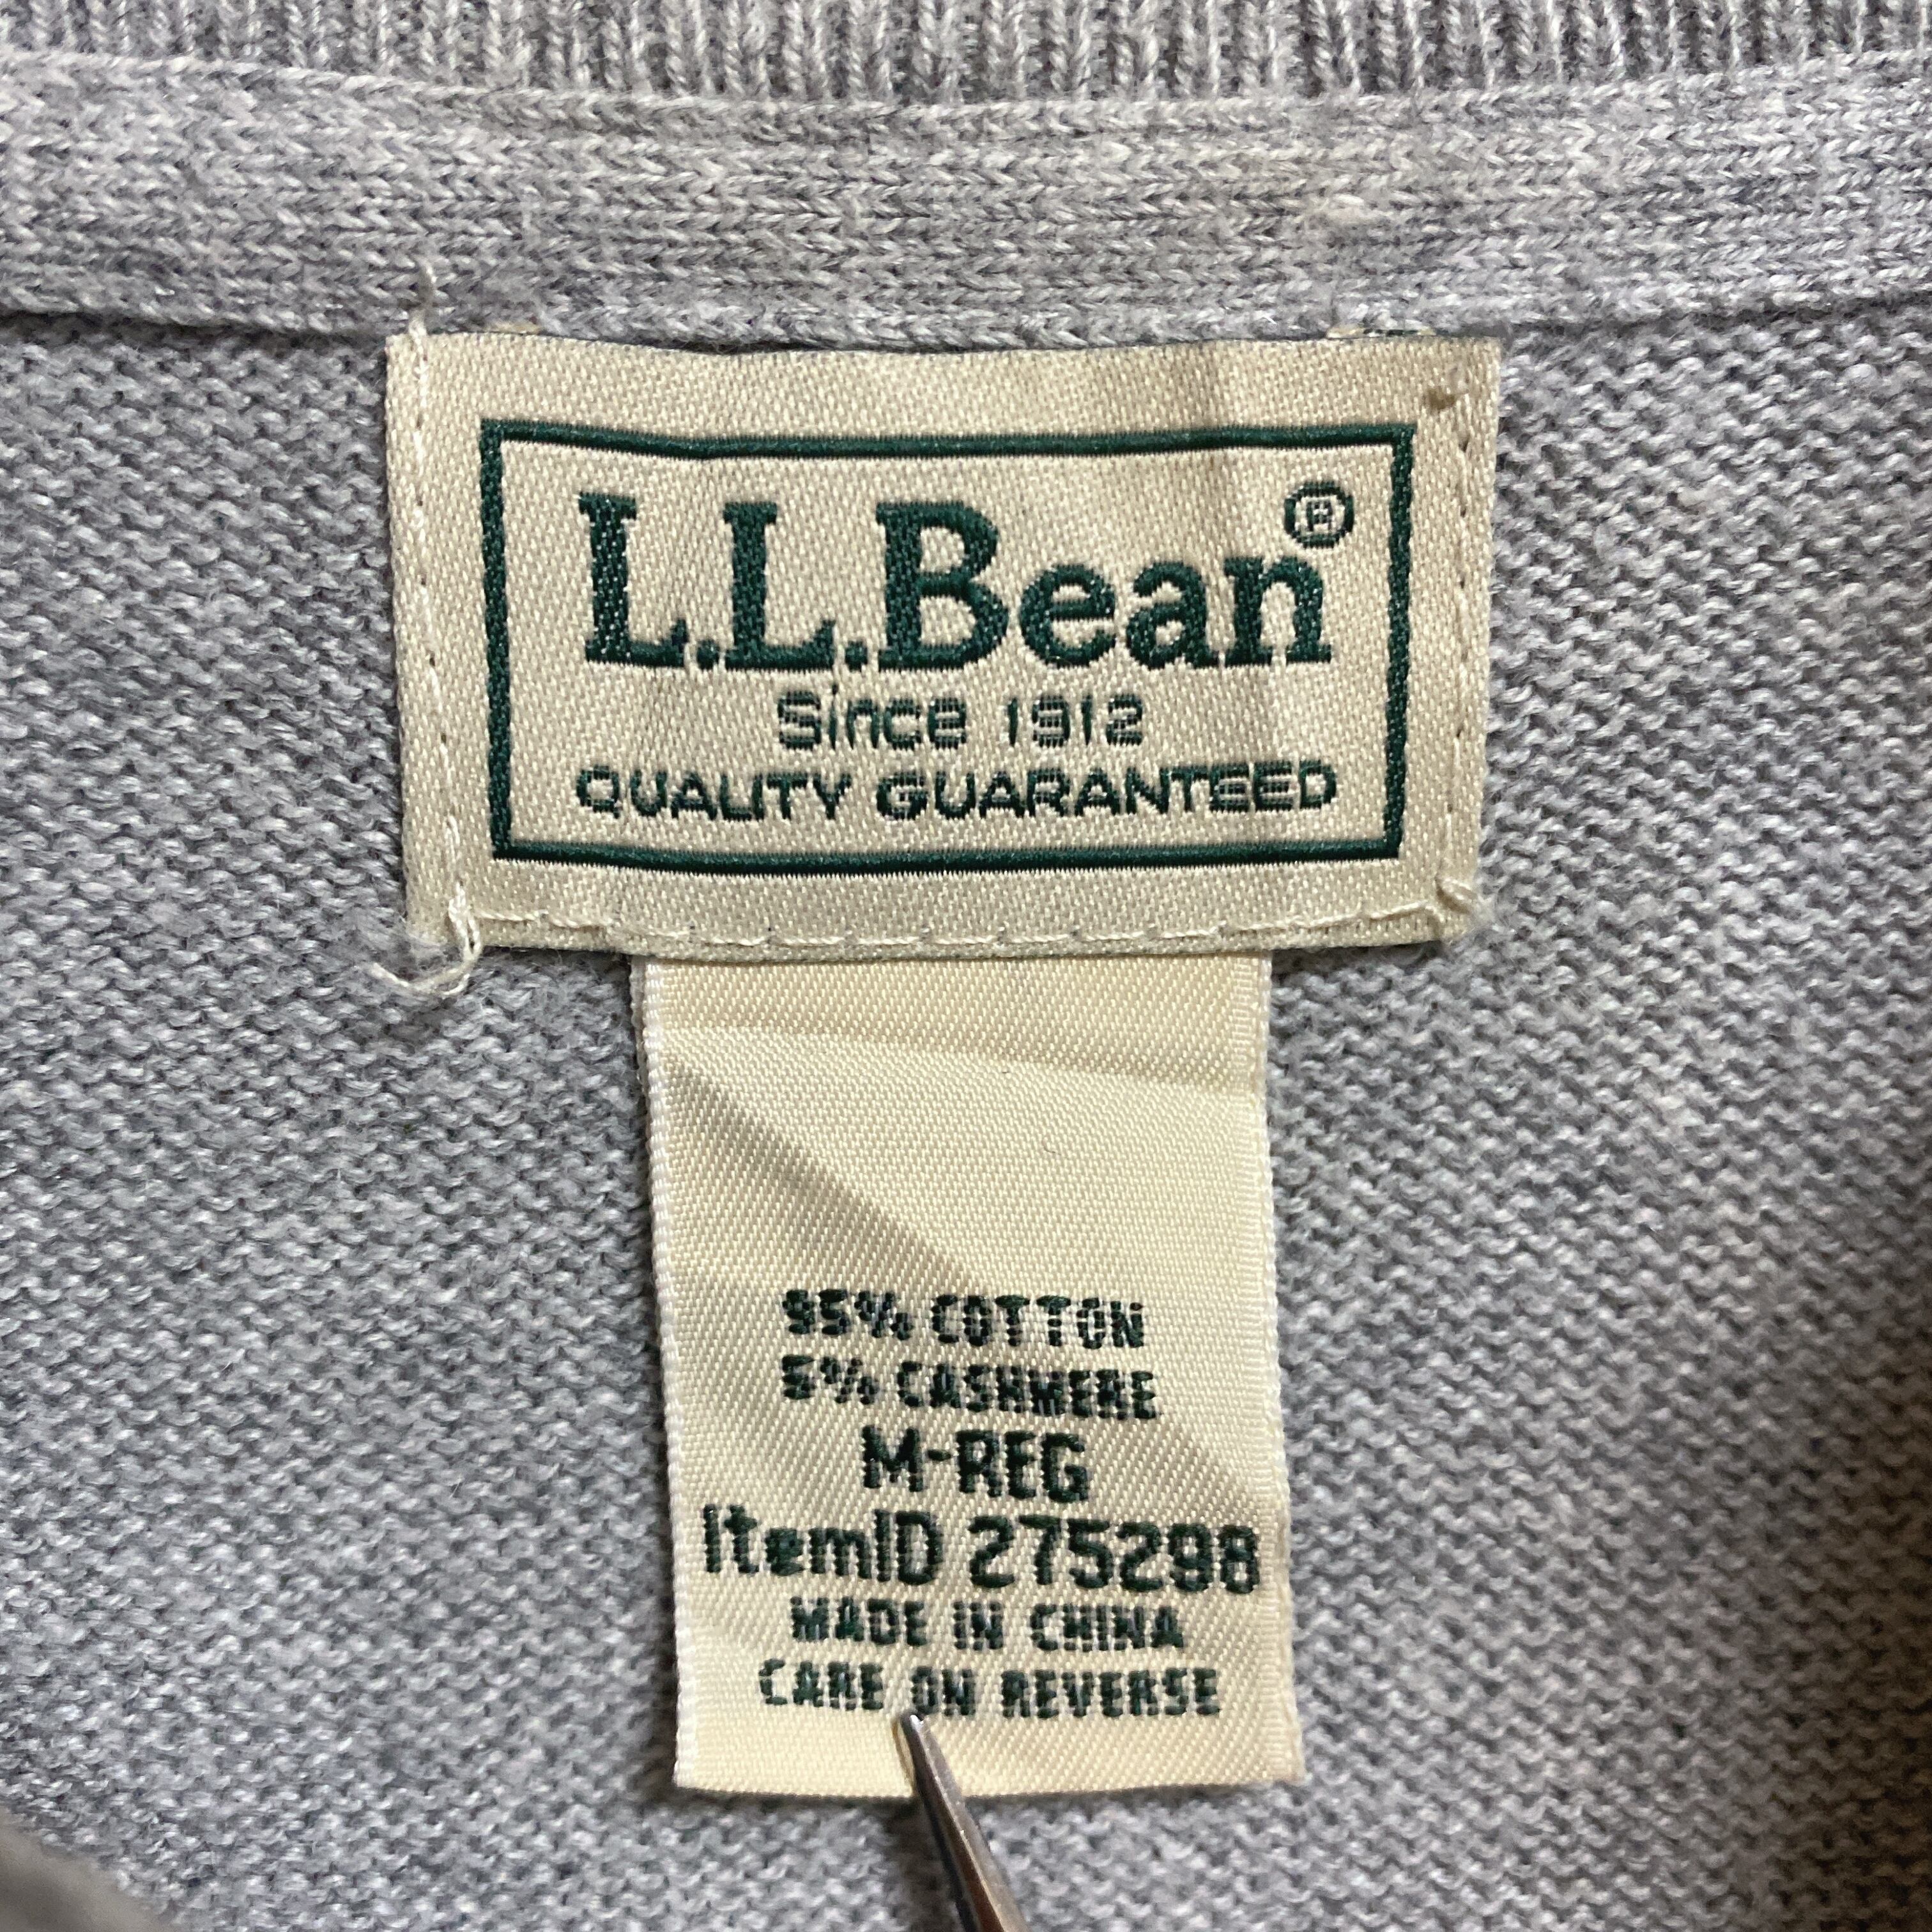 L.L.Bean®
Since 1912
QUALITY GUARANTEED
95% COTTON
5% CASHMERE
M-REG
ItemID 275298
MADE IN CHINA
CARE ON REVERSE